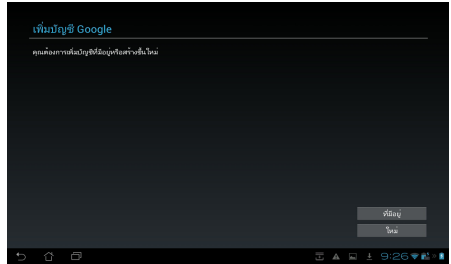 เพิ่มบัญชี Google
คุณต้องการเพิ่มบัญชีที่มีอยู่หรือสร้างขึ้นใหม่
ที่มีอยู่
ใหม่
9:26